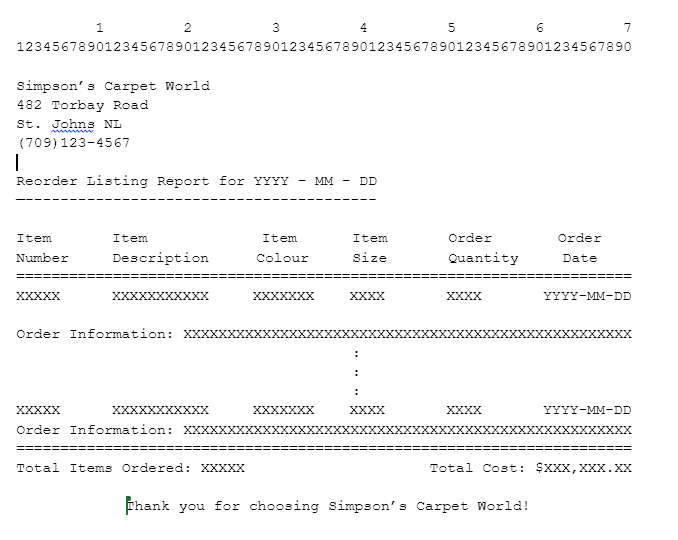 1 2 3 4 5 6 7
1234567890123456789012345678901234567890123456789012345678901234567890
Simpson's Carpet World
482 Torbay Road
St. Johns NL
(709)123-4567
Reorder Listing Report for YYYY - MM - DD
-----------------------------------------
Item Item Item Item Order Order
Number Description Colour Size Quantity Date
======================================================================
XXXXX XXXXXXXXXXX XXXXXXX XXXX XXXX YYYY-MM-DD
Order Information: XXXXXXXXXXXXXXXXXXXXXXXXXXXXXXXXXXXXXXXXXXXXXXXXXXX
:
:
:
XXXXX XXXXXXXXXXX XXXXXXX XXXX XXXX YYYY-MM-DD
Order Information: XXXXXXXXXXXXXXXXXXXXXXXXXXXXXXXXXXXXXXXXXXXXXXXXXXX
======================================================================
Total Items Ordered: XXXXX Total Cost: $XXX,XXX.XX
Thank you for choosing Simpson's Carpet World!